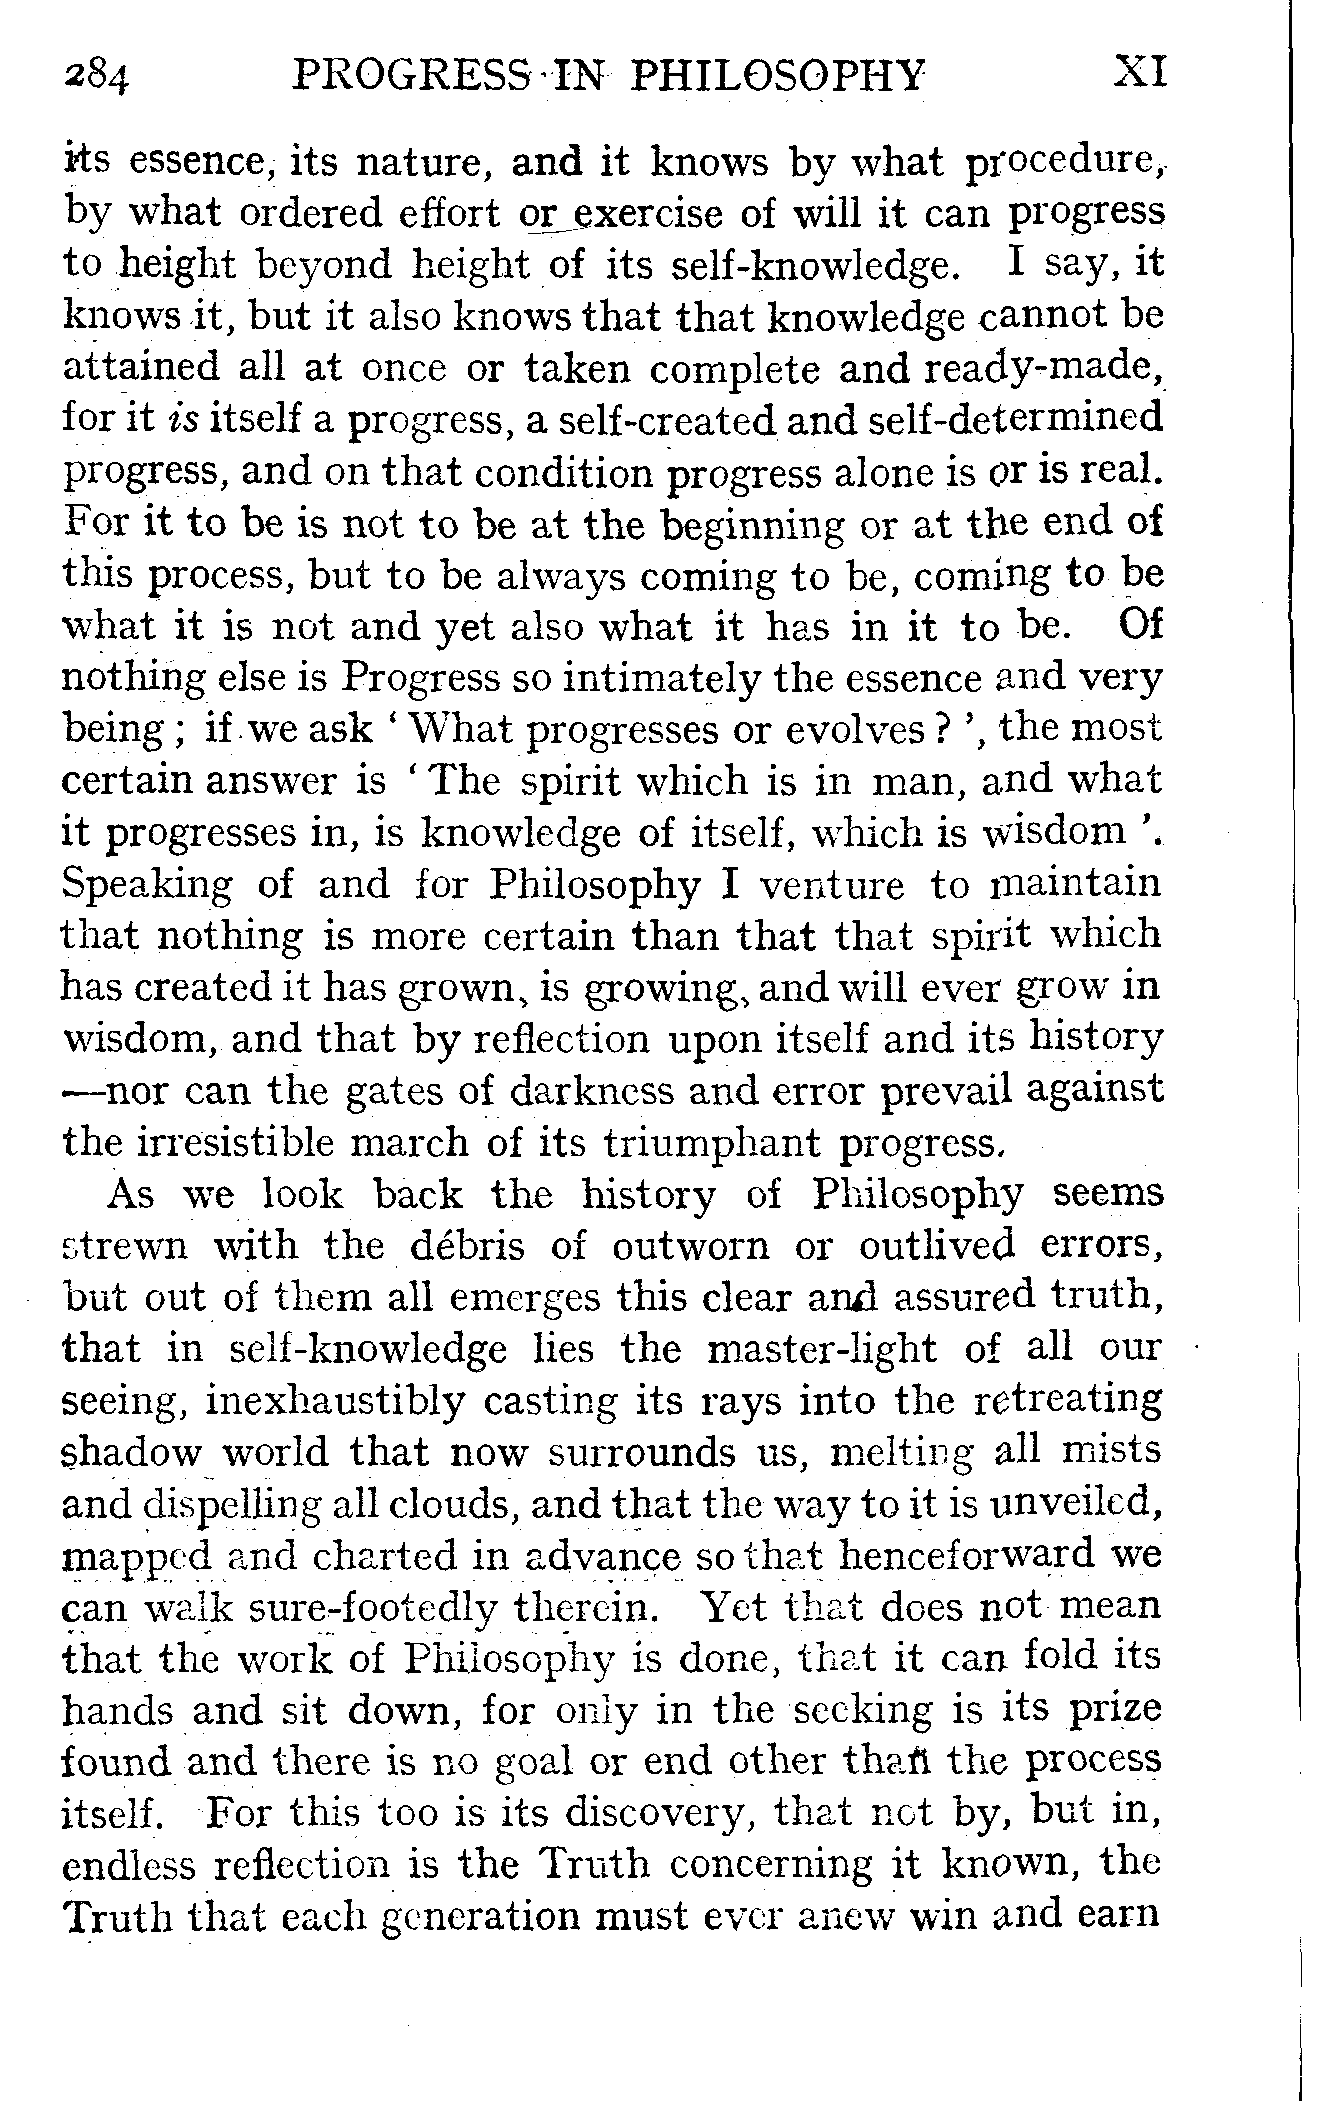 284 PROGRESS IN PHILOSOPHY XI
its essence, its nature, and it knows by what procedure,
by what ordered effort or exercise of will it can progress
to height beyond height of its self-knowledge. I say, it
knows it, but it also knows that that knowledge cannot be
attained all at once or taken complete and ready-made,
for it is itself a progress, a self-created and self-determined
progress, and on that condition progress alone is or is real.
For it to be is not to be at the beginning or at the end of
this process, but to be always coming to be, coming to be
what it is not and yet also what it has in it to be. Of
nothing else is Progress so intimately the essence and very
being ; if we ask ‘ What progresses or evolves ? ’, the most
certain answer is ‘ The spirit which is in man, and what
it progresses in, is knowledge of itself, which is wisdom ’.
Speaking of and for Philosophy I venture to maintain
that nothing is more certain than that that spirit which
has created it has grown, is growing, and will ever grow in
wisdom, and that by reflection upon itself and its history
—nor can the gates of darkness and error prevail against
the irresistible march of its triumphant progress.
As we look back the history of Philosophy seems
strewn with the débris of outworn or outlived errors,
but out of them all emerges this clear and assured truth,
that in self-knowledge lies the master-light of all our
seeing, inexhaustibly casting its rays into the retreating
shadow world that now surrounds us, melting all mists
and dispelling all clouds, and that the way to it is unveiled,
mapped and charted in advance so that henceforward we
can walk sure-footedly therein. Yet that does not mean
that the work of Philosophy is done, that it can fold its
hands and sit down, for only in the seeking is its prize
found and there is no goal or end other than the process
itself. For this too is its discovery, that not by, but in,
endless reflection is the Truth concerning it known, the
Truth that each generation must ever anew win and earn